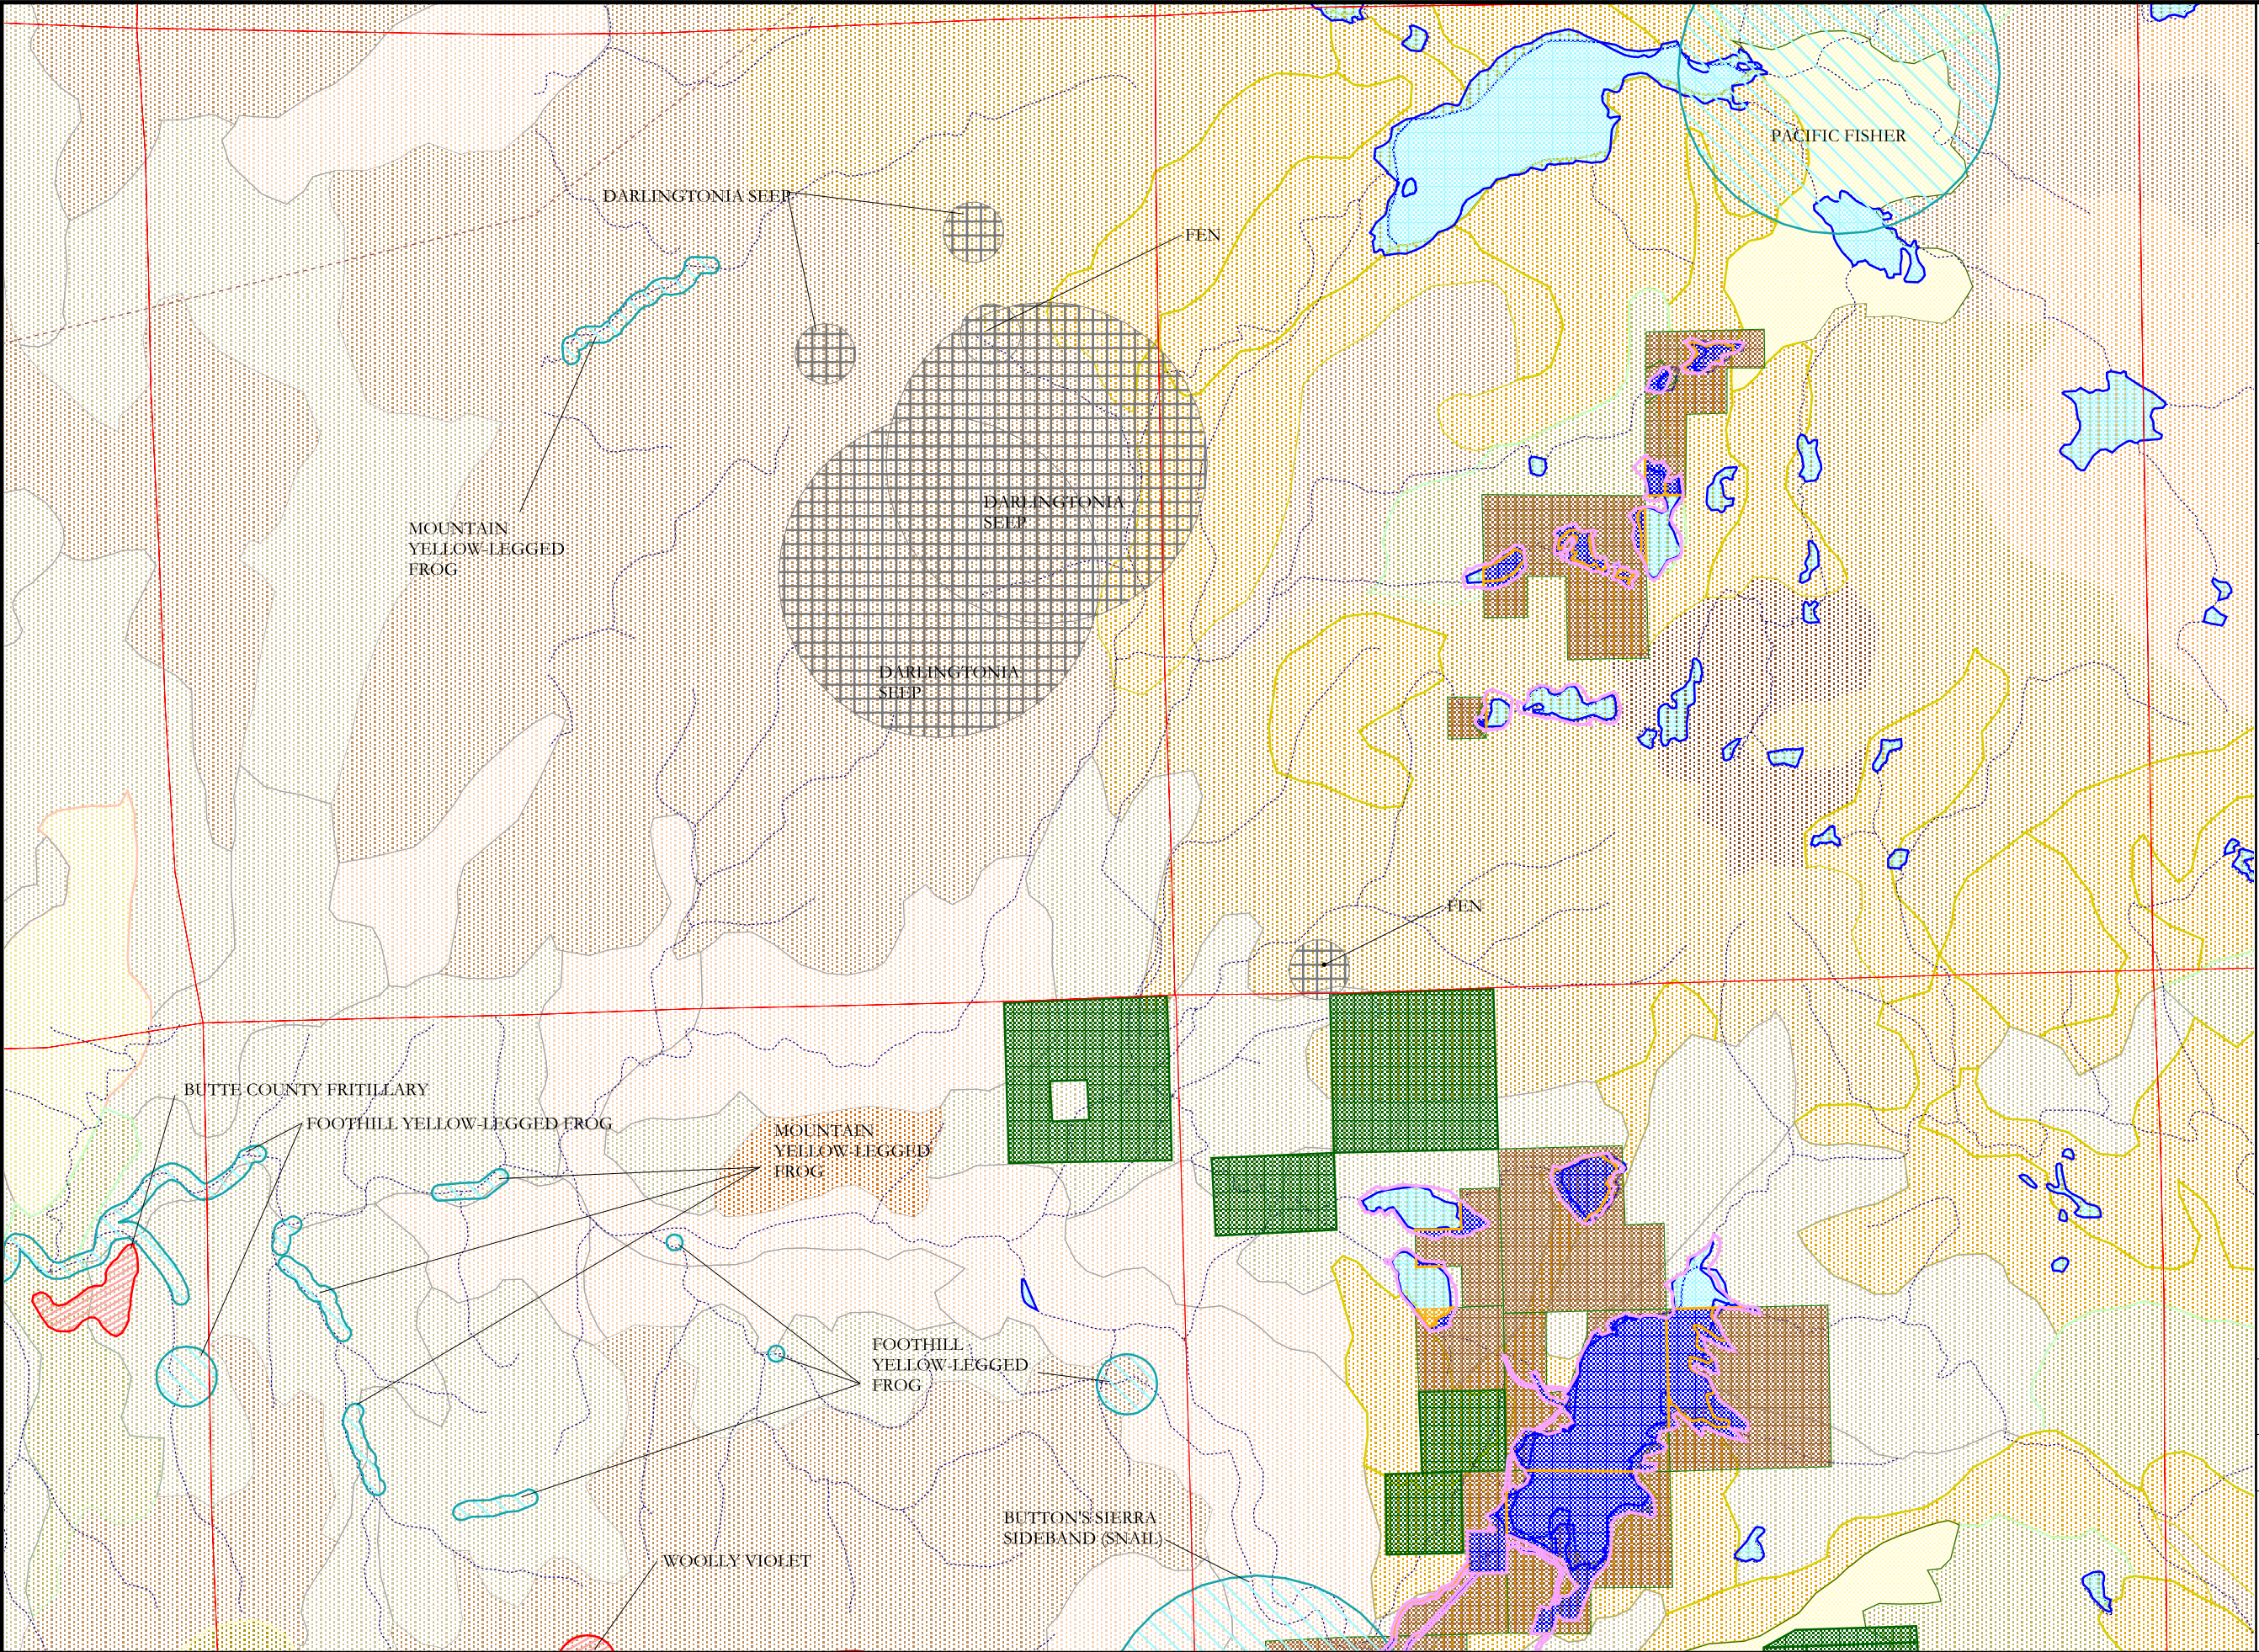 PACIFIC FISHER
DARLINGTONIA SEEP
FEN
DARLINGTONIA
SEEP
MOUNTAIN
YELLOW-LEGGED
FROG
DARLINGTONIA
SEEP
FEN
BUTTE COUNTY FRITILLARY
FOOTHILL YELLOW-LEGGED FROG
MOUNTAIN
YELLOW-LEGGED
FROG
FOOTHILL
YELLOW-LEGGED
FROG
BUTTON'S SIERRA
SIDEBAND (SNAIL)
WOOLLY VIOLET